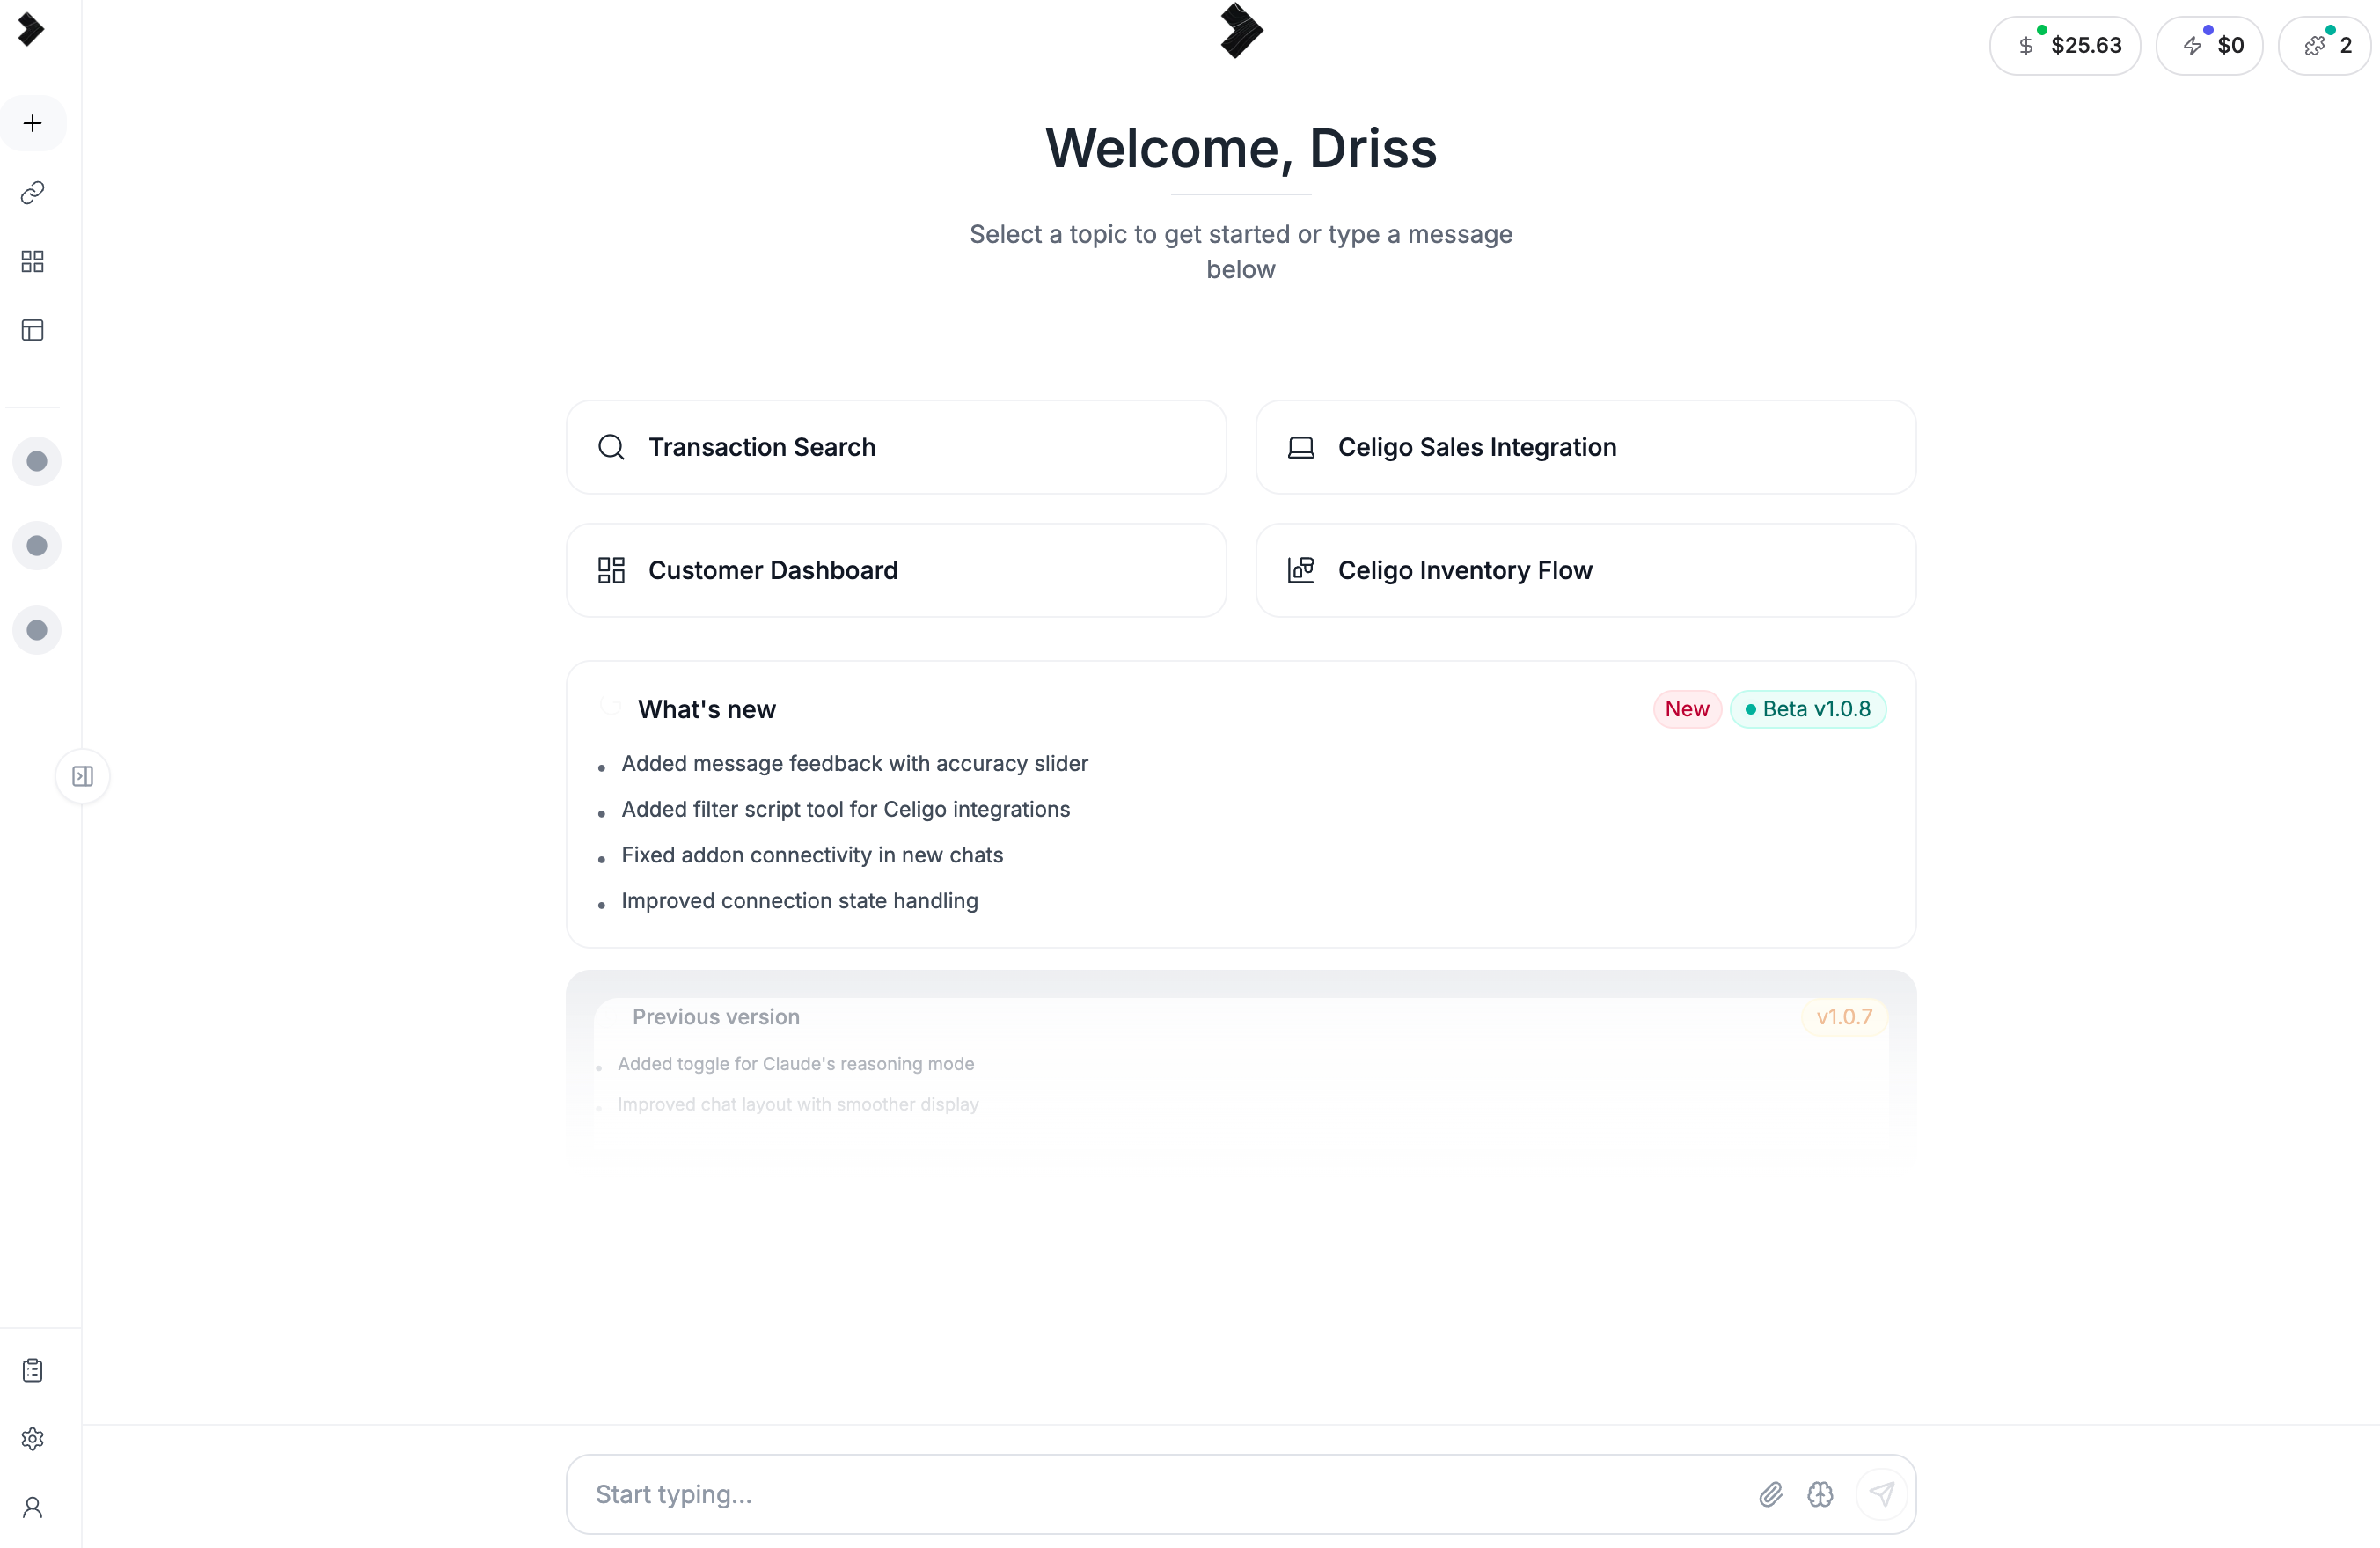 $25.63
$0
2
Welcome, Driss
Select a topic to get started or type a message
below
Transaction Search
Celigo Sales Integration
Customer Dashboard
Celigo Inventory Flow
What's new
New
Beta v1.0.8
Added message feedback with accuracy slider
Added filter script tool for Celigo integrations
Fixed addon connectivity in new chats
Improved connection state handling
Previous version
v1.0.7
Added toggle for Claude's reasoning mode
Improved chat layout with smoother display
Start typing...